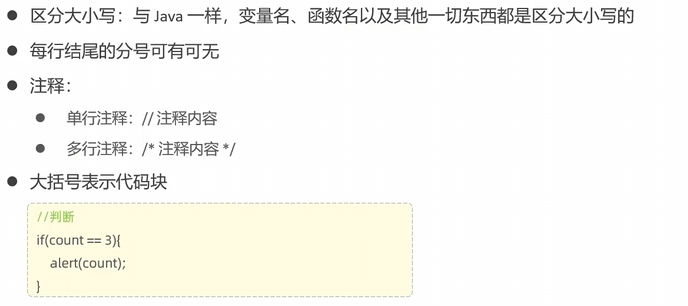 ● 区分大小写：与 Java 一样，变量名、函数名以及其他一切东西都是区分大小写的
● 每行结尾的分号可有可无
● 注释：
● 单行注释：// 注释内容
● 多行注释：/* 注释内容 */
● 大括号表示代码块
//判断
if(count == 3){
    alert(count);
}